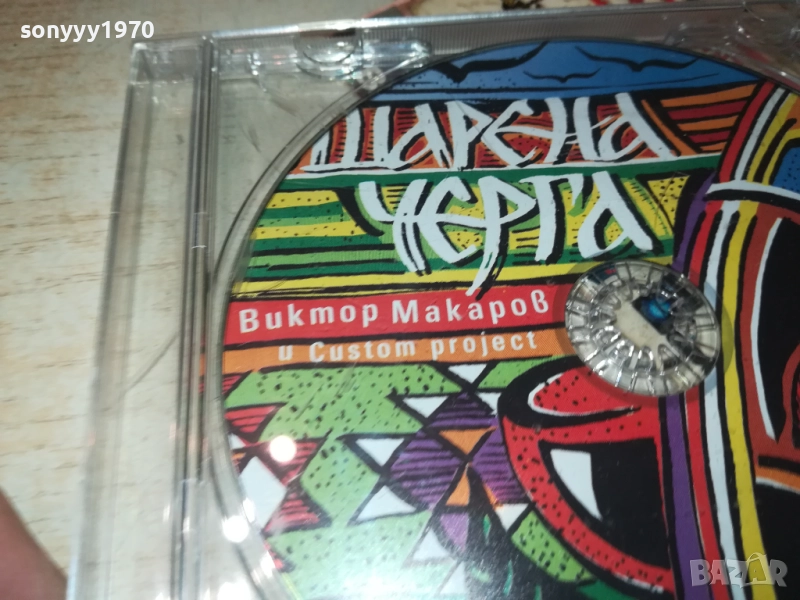 sonyyy1970
ШАРЕНА
ЧЕРГА
Виктор Макаров
и Custom project
BAZAR